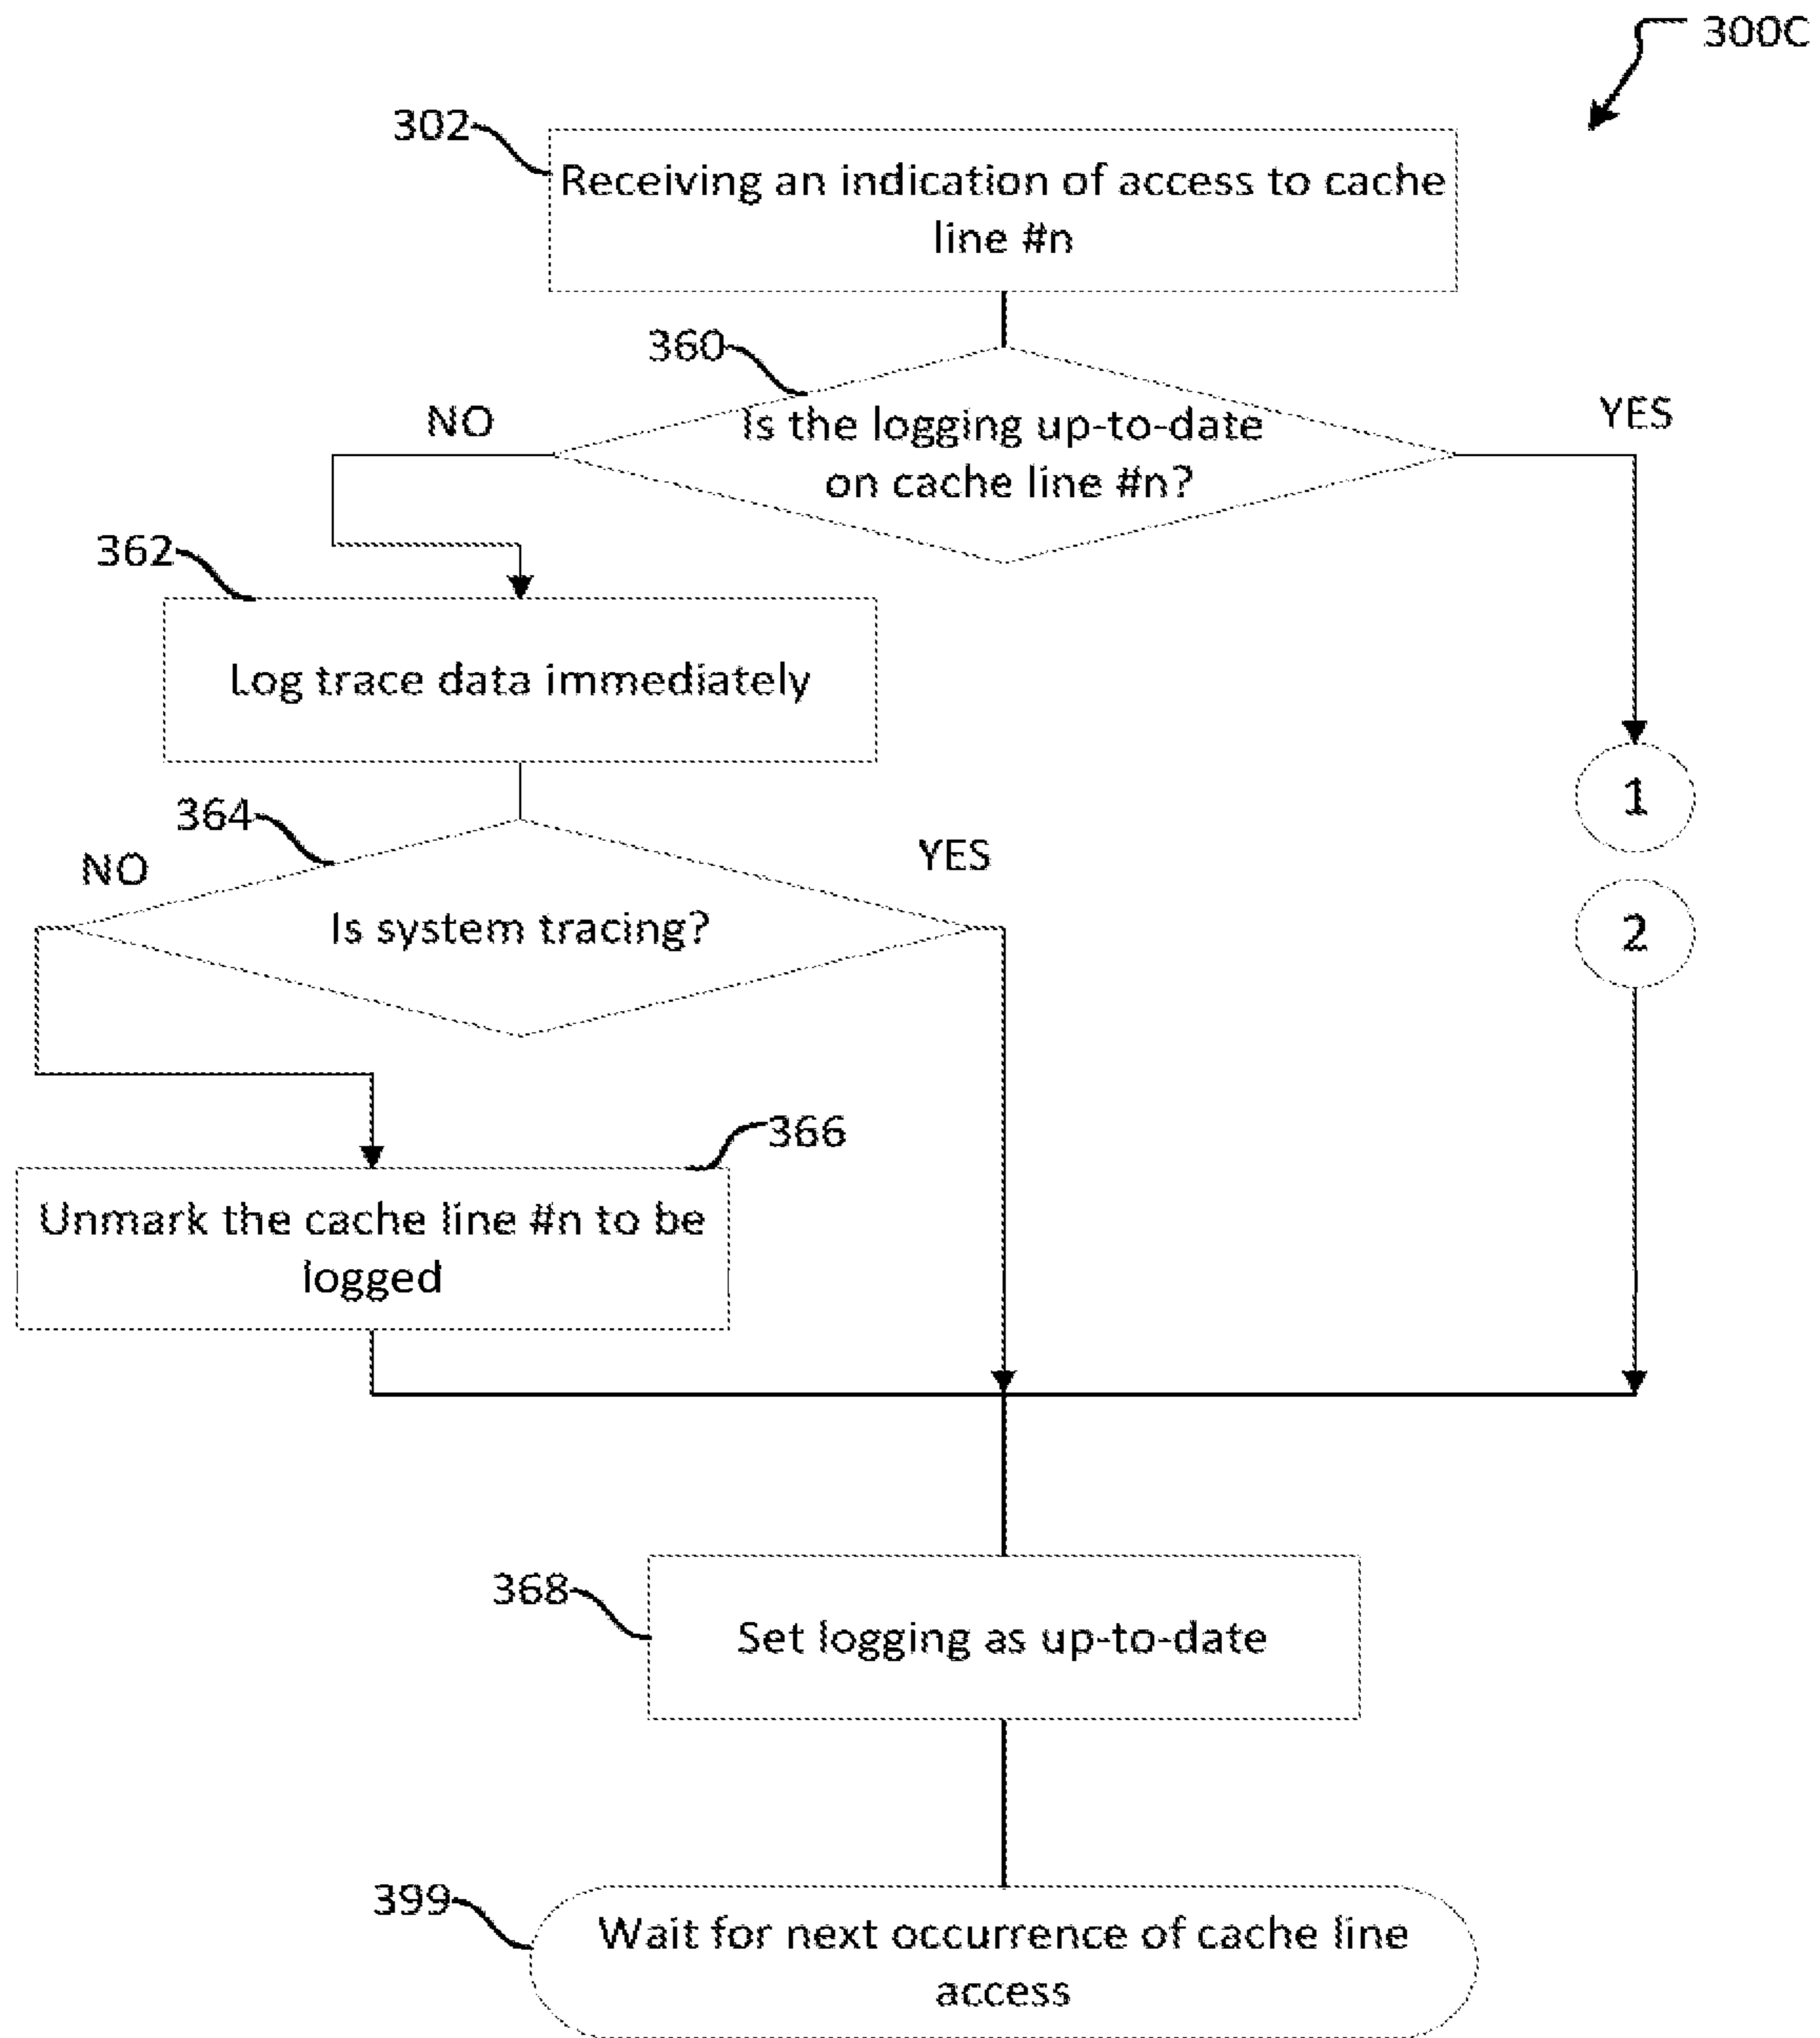 300C
302
Receiving an indication of access to cache
line #n
360
NO
Is the logging up-to-date
on cache line #n?
YES
362
Log trace data immediately
1
364
NO
YES
Is system tracing?
2
366
Unmark the cache line #n to be
logged
368
Set logging as up-to-date
399
Wait for next occurrence of cache line
access